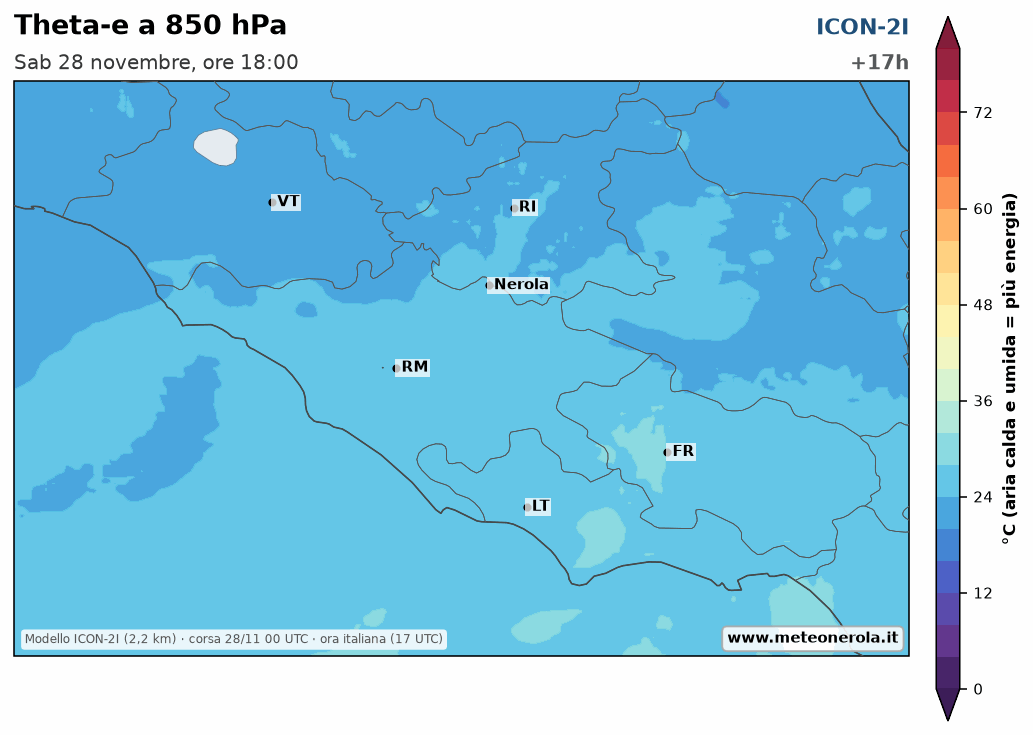 Theta-e a 850 hPa
ICON-2I
Sab 28 novembre, ore 18:00
+17h
VT
RI
Nerola
RM
FR
LT
Modello ICON-2I (2,2 km) · corsa 28/11 00 UTC · ora italiana (17 UTC)
www.meteonerola.it
72
60
48
36
24
12
0
°C (aria calda e umida = più energia)